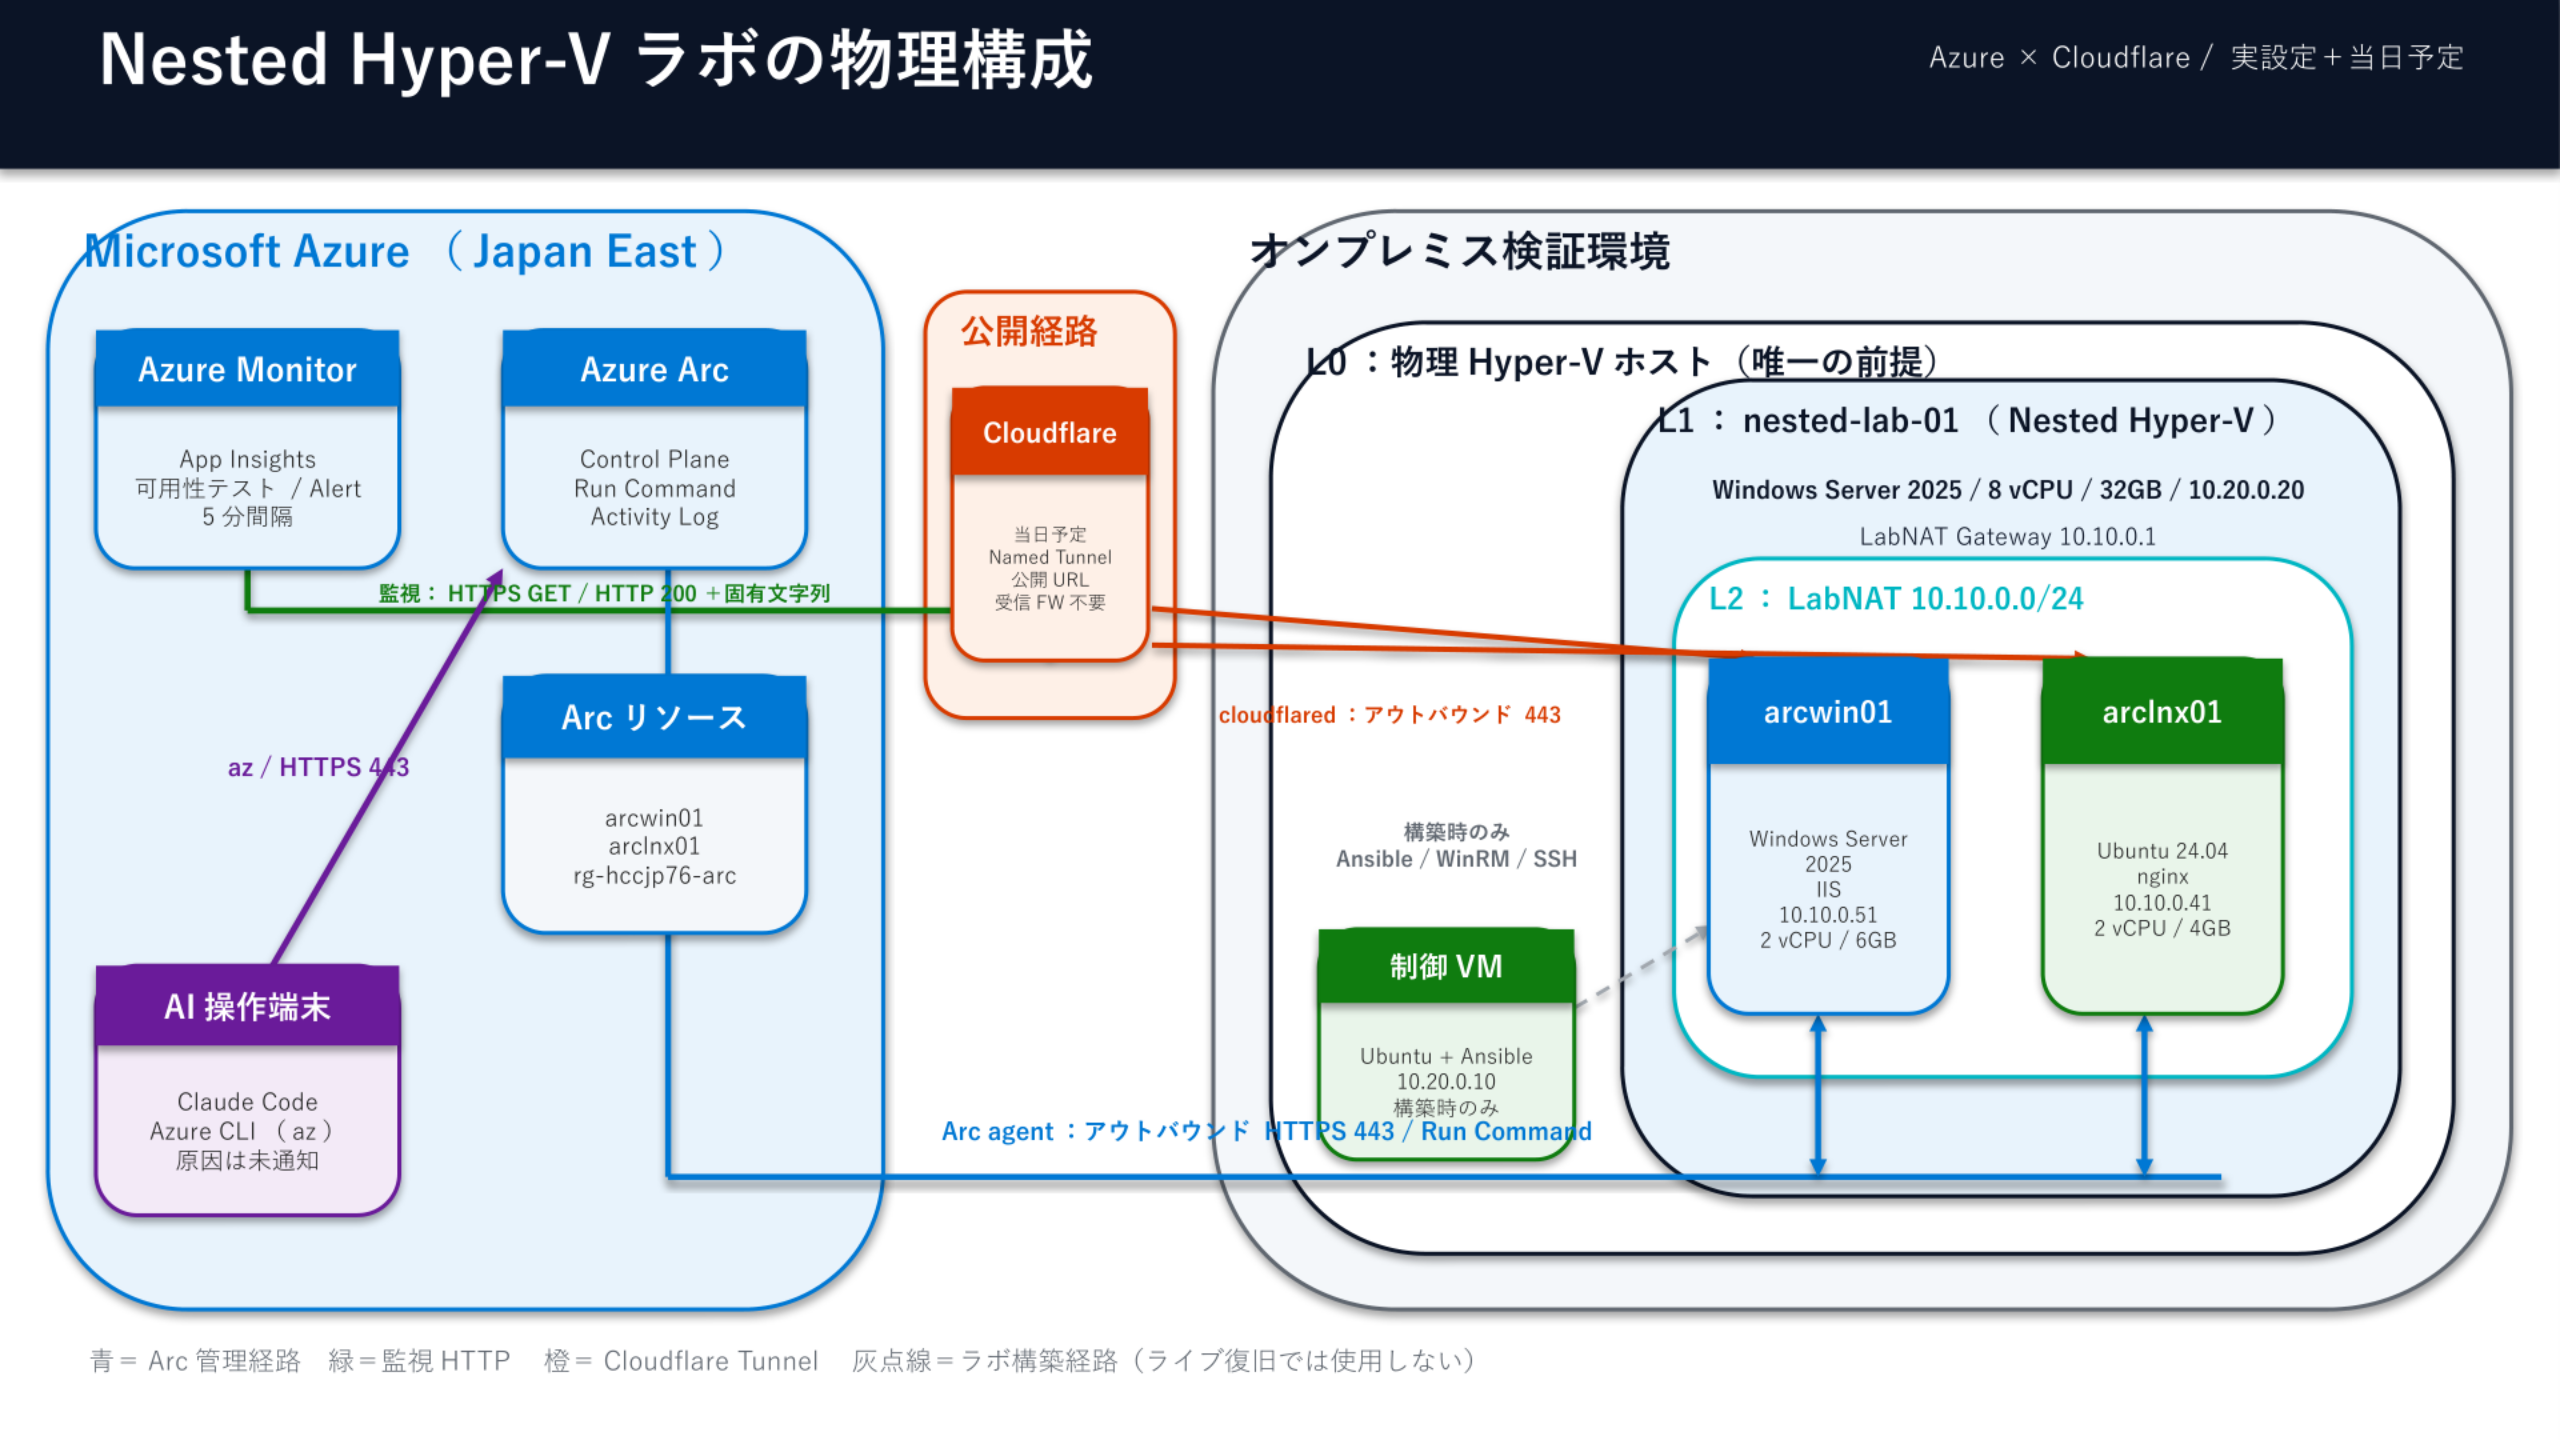 Nested Hyper-V ラボの物理構成
Azure × Cloudflare / 実設定＋当日予定
Microsoft Azure （ Japan East ）
Azure Monitor
App Insights
可用性テスト / Alert
5 分間隔
Azure Arc
Control Plane
Run Command
Activity Log
監視： HTTPS GET / HTTP 200 ＋固有文字列
Arc リソース
arcwin01
arclnx01
rg-hccjp76-arc
az / HTTPS 443
AI 操作端末
Claude Code
Azure CLI （ az ）
原因は未通知
公開経路
Cloudflare
当日予定
Named Tunnel
公開 URL
受信 FW 不要
オンプレミス検証環境
L0 ：物理 Hyper-V ホスト（唯一の前提）
L1 ： nested-lab-01 （ Nested Hyper-V ）
Windows Server 2025 / 8 vCPU / 32GB / 10.20.0.20
LabNAT Gateway 10.10.0.1
L2 ： LabNAT 10.10.0.0/24
cloudflared ：アウトバウンド 443
arcwin01
Windows Server
2025
IIS
10.10.0.51
2 vCPU / 6GB
arclnx01
Ubuntu 24.04
nginx
10.10.0.41
2 vCPU / 4GB
構築時のみ
Ansible / WinRM / SSH
制御 VM
Ubuntu + Ansible
10.20.0.10
構築時のみ
Arc agent ：アウトバウンド HTTPS 443 / Run Command
青＝ Arc 管理経路　緑＝監視 HTTP　橙＝ Cloudflare Tunnel　灰点線＝ラボ構築経路（ライブ復旧では使用しない）